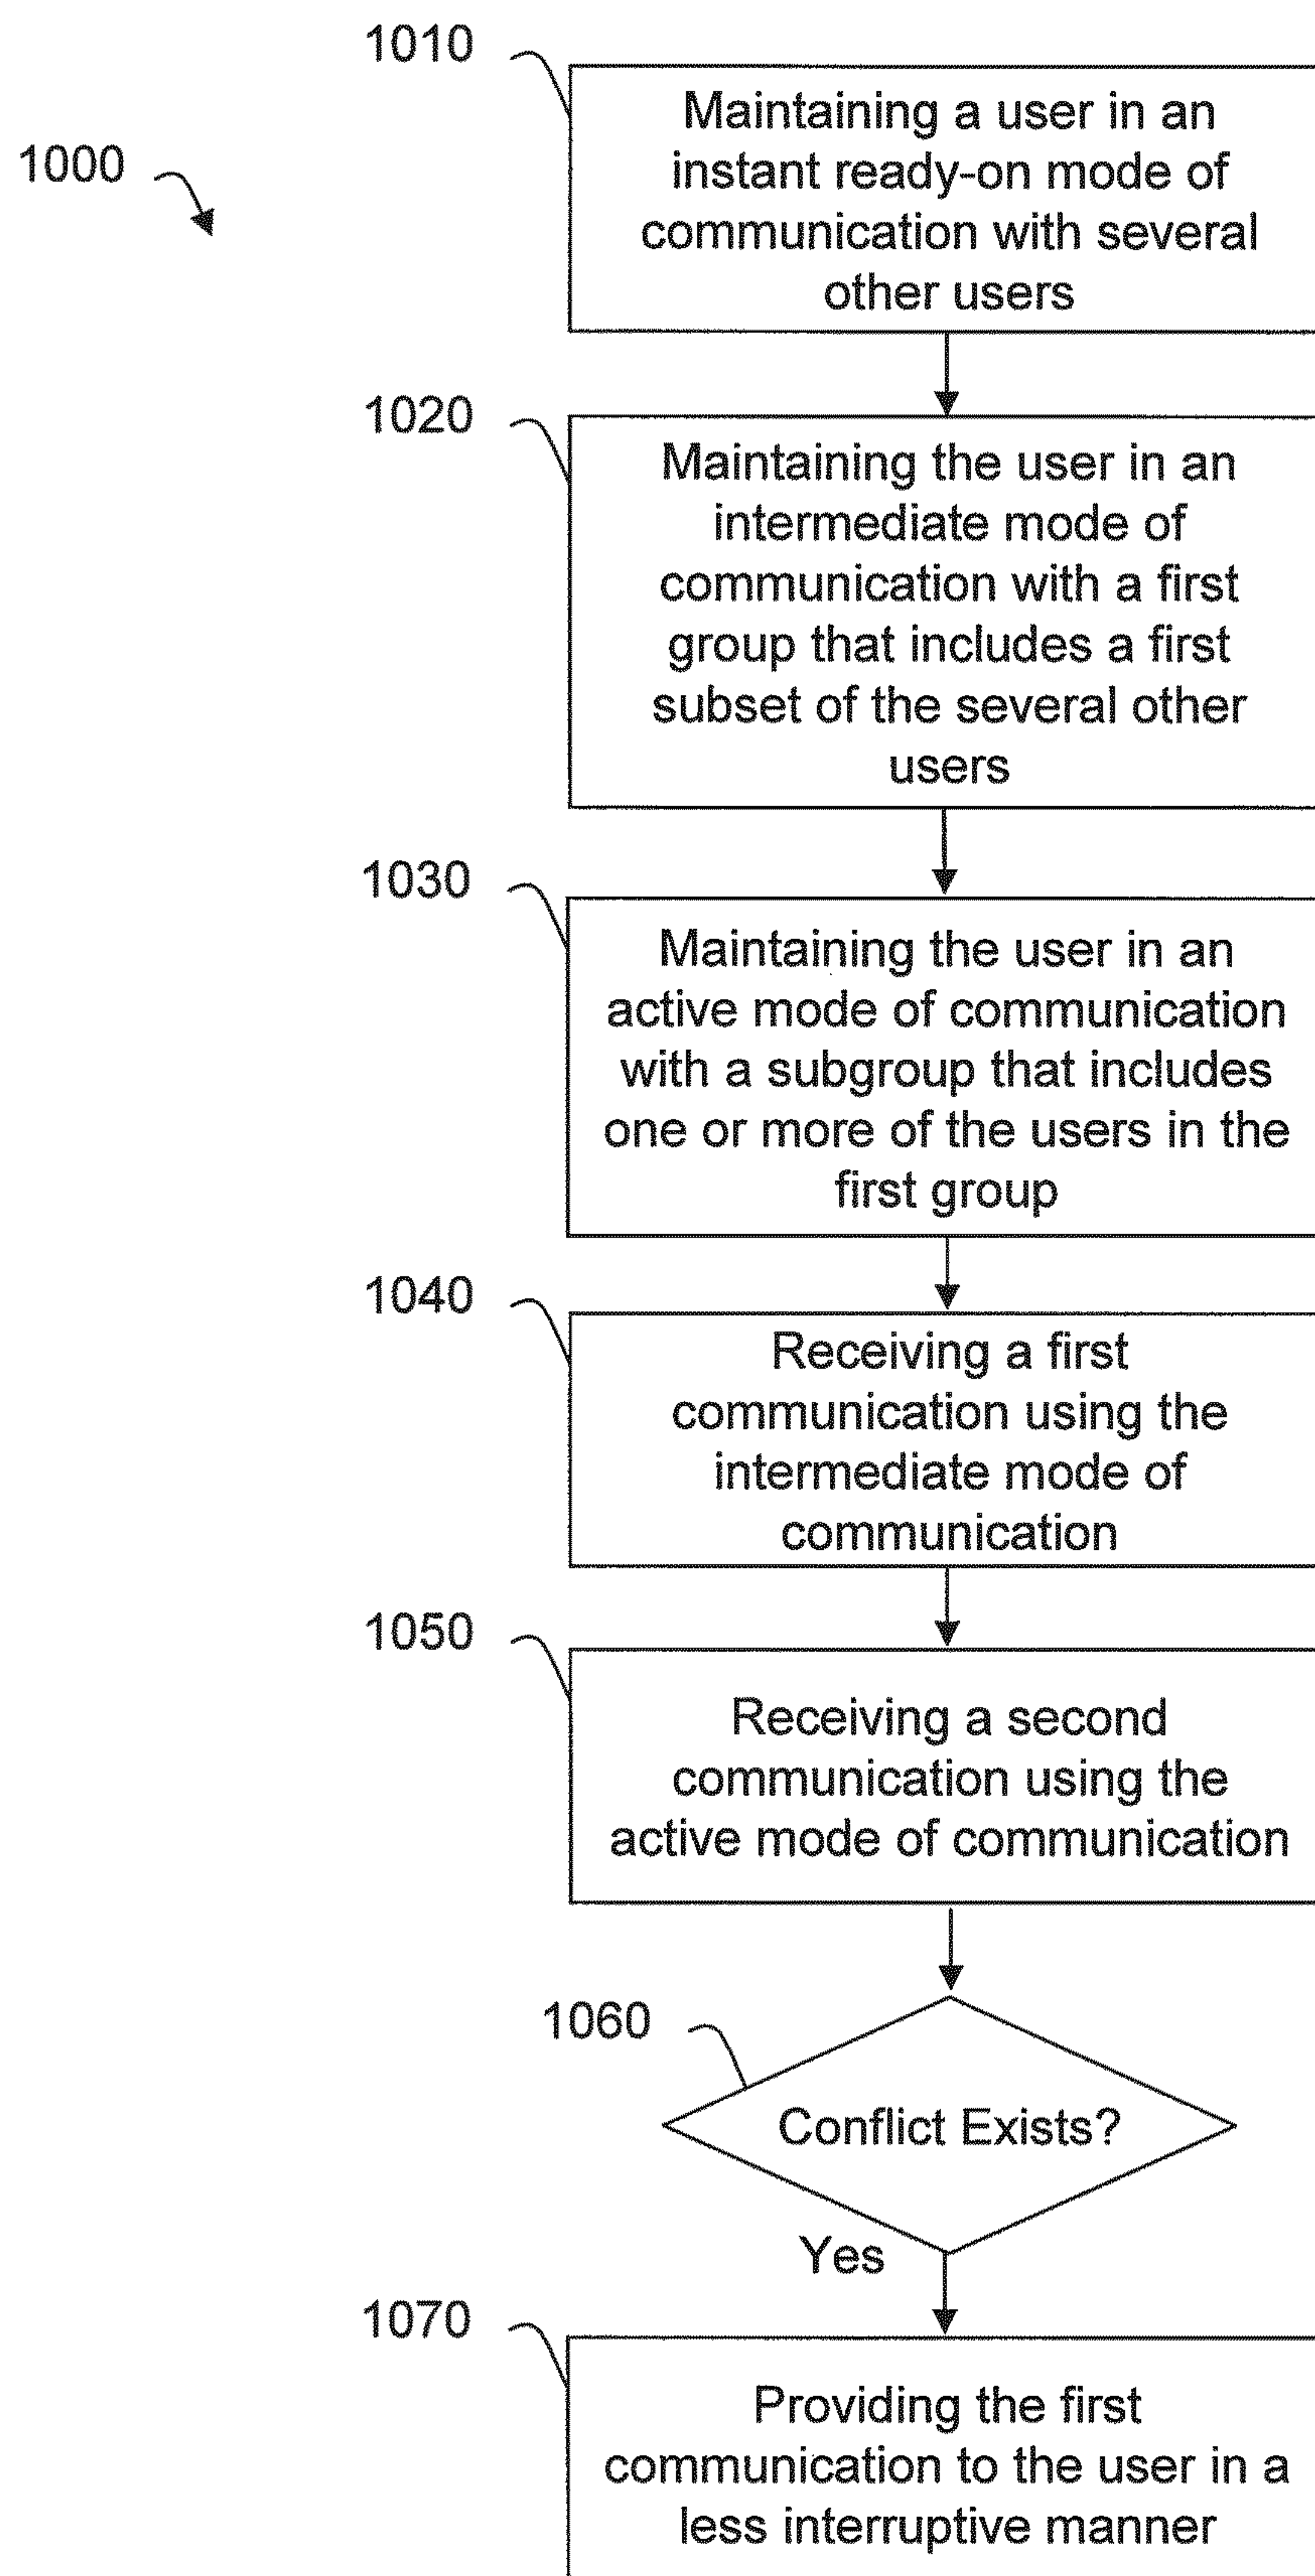 1010
Maintaining a user in an
instant ready-on mode of
communication with several
other users
1000
1020
Maintaining the user in an
intermediate mode of
communication with a first
group that includes a first
subset of the several other
users
1030
Maintaining the user in an
active mode of communication
with a subgroup that includes
one or more of the users in the
first group
1040
Receiving a first
communication using the
intermediate mode of
communication
1050
Receiving a second
communication using the
active mode of communication
1060
Conflict Exists?
Yes
1070
Providing the first
communication to the user in a
less interruptive manner